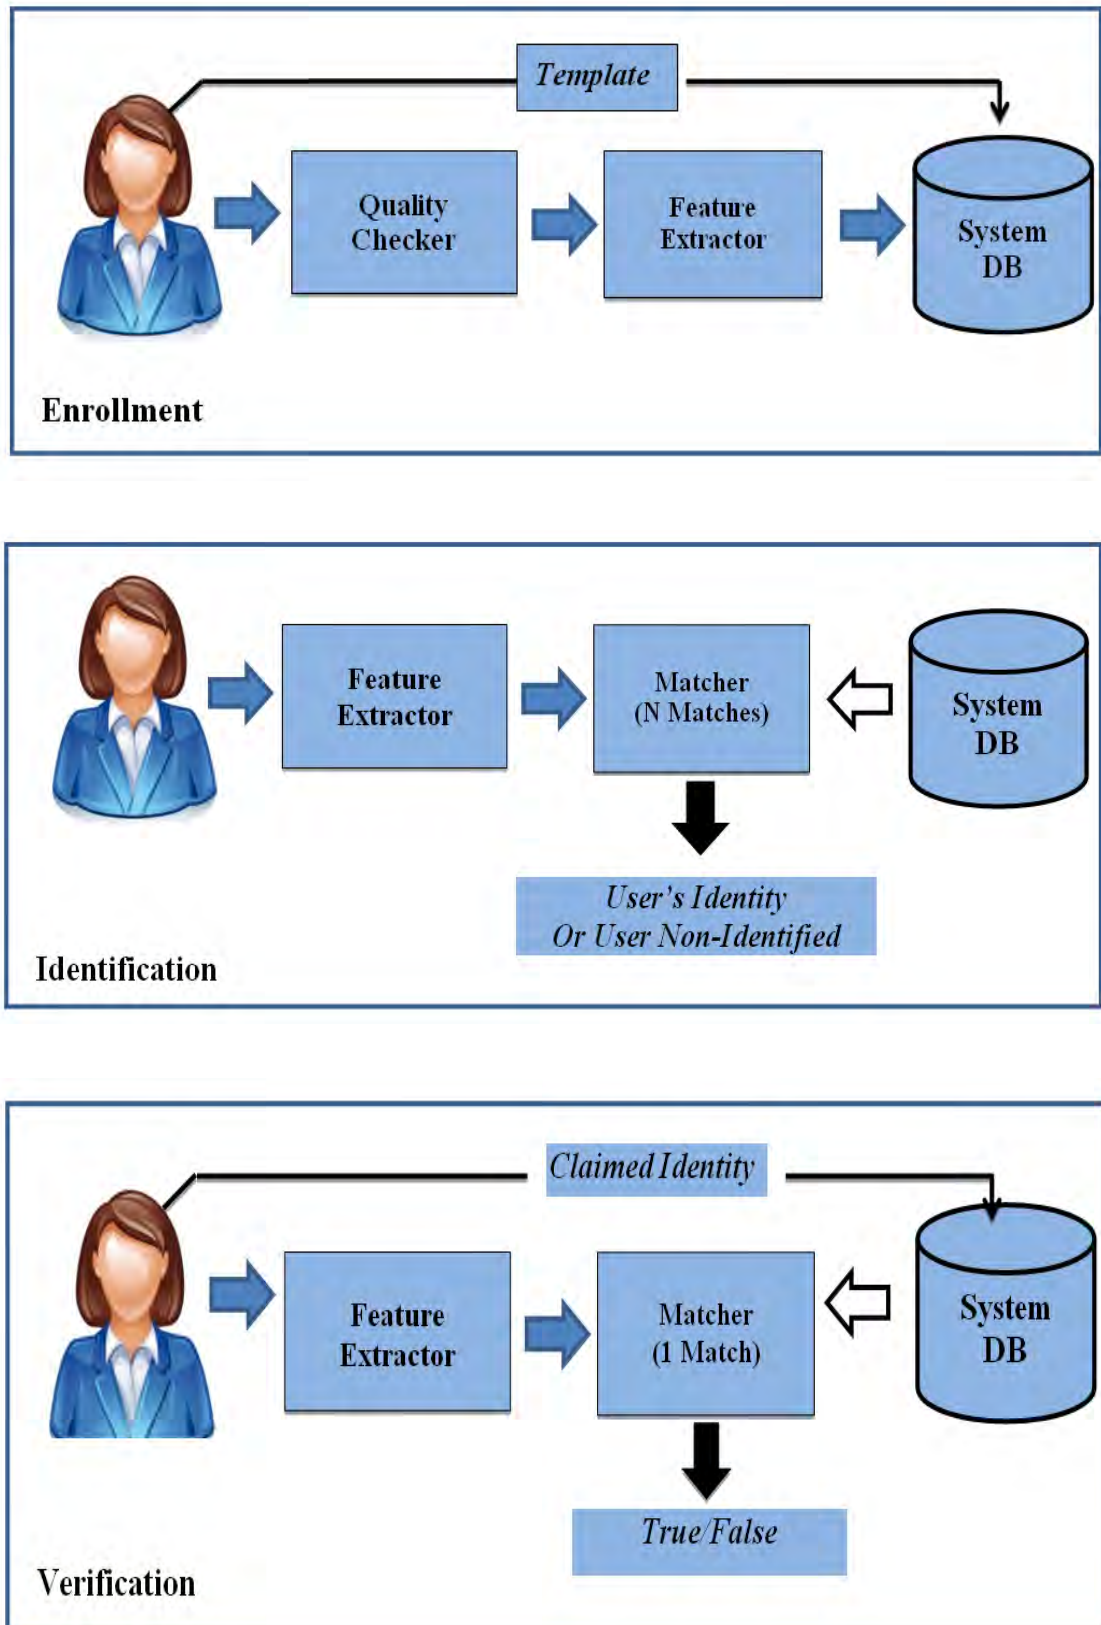 Template
Quality
Checker
Feature
Extractor
System
DB
Enrollment
Feature
Extractor
Matcher
(N Matches)
System
DB
User's Identity
Or User Non-Identified
Identification
Claimed Identity
Feature
Extractor
Matcher
(1 Match)
System
DB
True/False
Verification